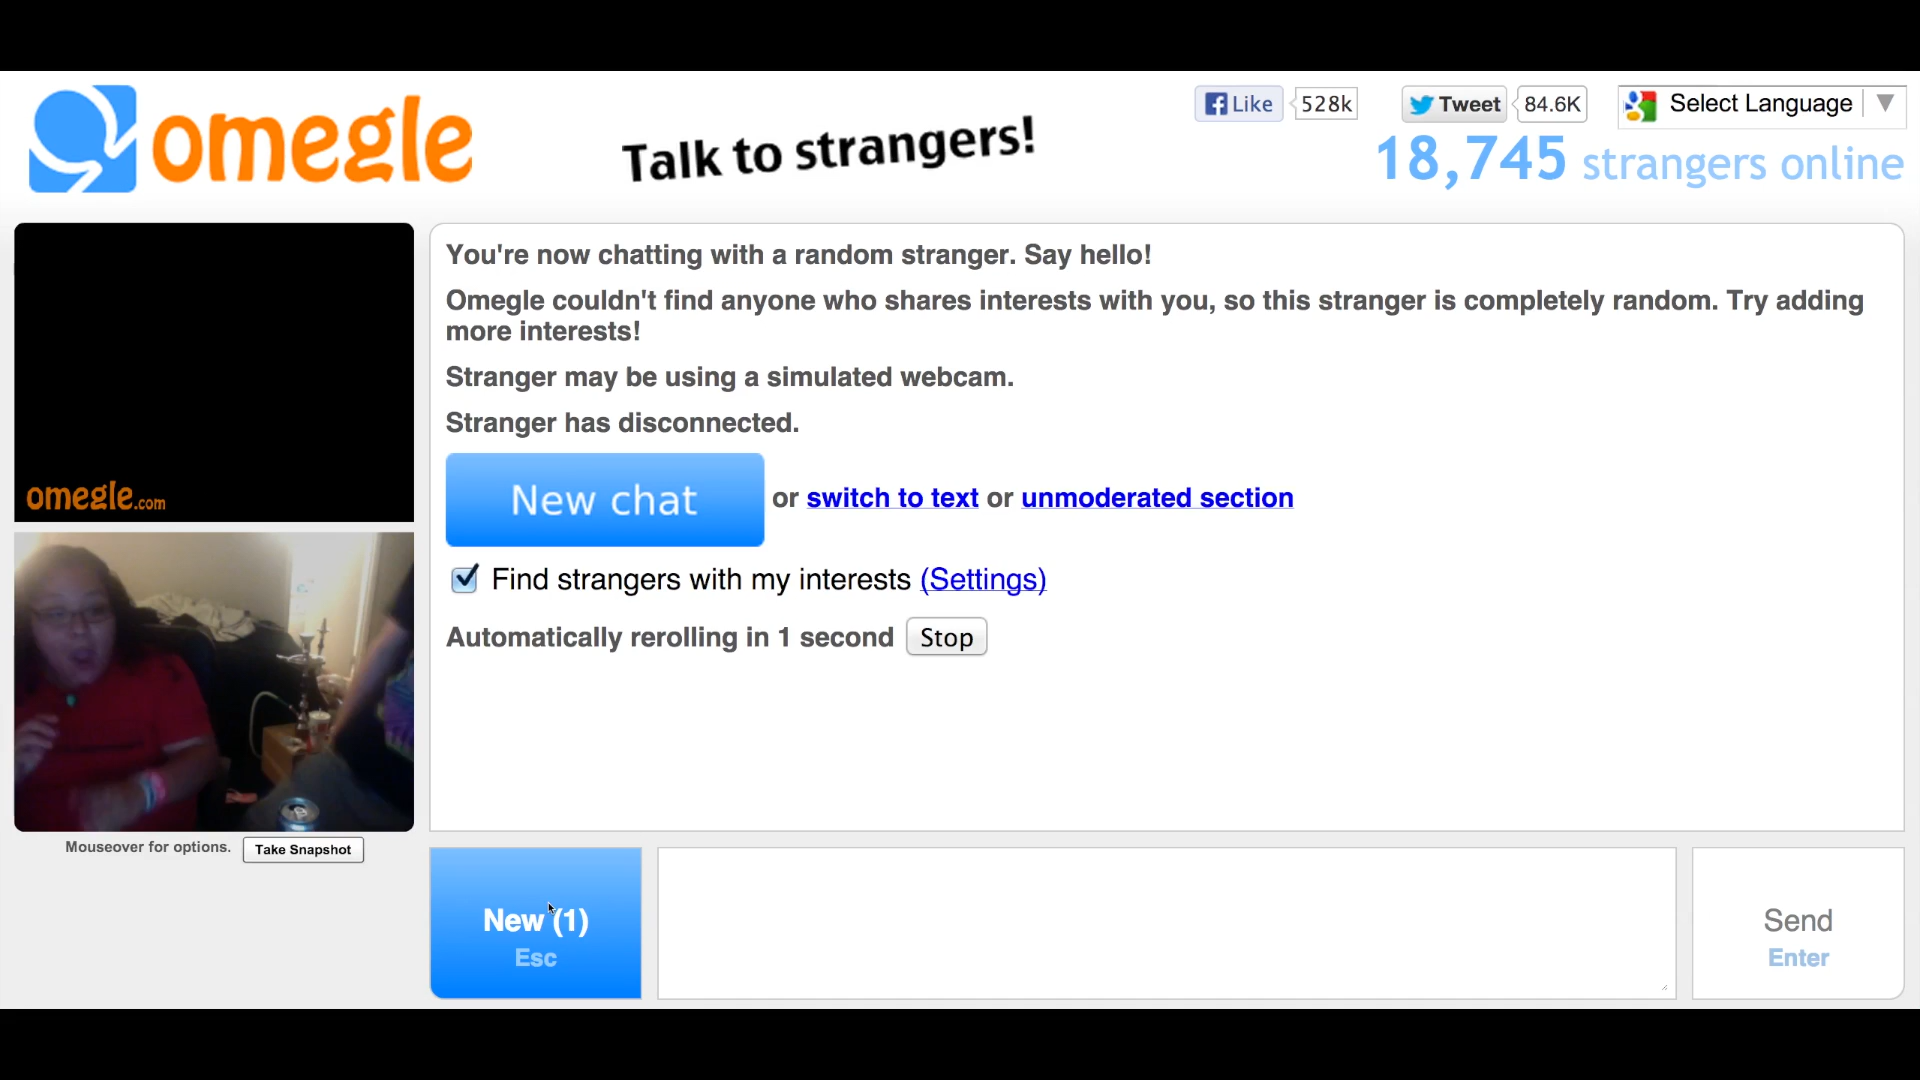 omegle
Talk to strangers!
Like 528k
Tweet 84.6K
Select Language
18,745 strangers online
omegle.com
You're now chatting with a random stranger. Say hello!
Omegle couldn't find anyone who shares interests with you, so this stranger is completely random. Try adding
more interests!
Stranger may be using a simulated webcam.
Stranger has disconnected.
New chat or switch to text or unmoderated section
Find strangers with my interests (Settings)
Automatically rerolling in 1 second Stop
Mouseover for options. Take Snapshot
New (1)
Esc
Send
Enter